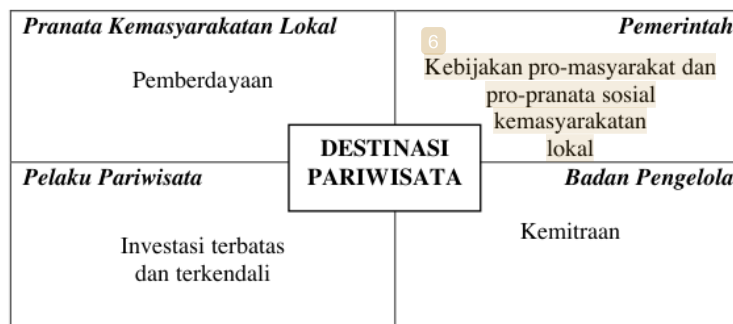 Pranata Kemasyarakatan Lokal
Pemberdayaan
Pemerintah
6
Kebijakan pro-masyarakat dan
pro-pranata sosial
kemasyarakatan
lokal
DESTINASI
PARIWISATA
Pelaku Pariwisata
Investasi terbatas
dan terkendali
Badan Pengelola
Kemitraan